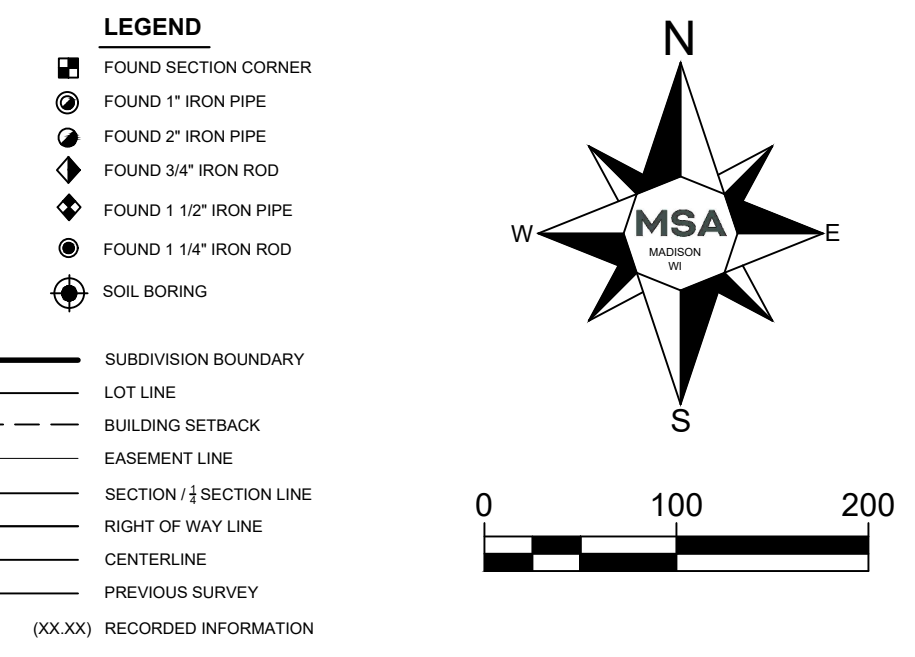 LEGEND
FOUND SECTION CORNER
FOUND 1" IRON PIPE
FOUND 2" IRON PIPE
FOUND 3/4" IRON ROD
FOUND 1 1/2" IRON PIPE
FOUND 1 1/4" IRON ROD
SOIL BORING
SUBDIVISION BOUNDARY
LOT LINE
BUILDING SETBACK
EASEMENT LINE
SECTION / 1/4 SECTION LINE
RIGHT OF WAY LINE
CENTERLINE
PREVIOUS SURVEY
(XX.XX) RECORDED INFORMATION
N
W
MSA
E
MADISON
WI
S
0 100 200